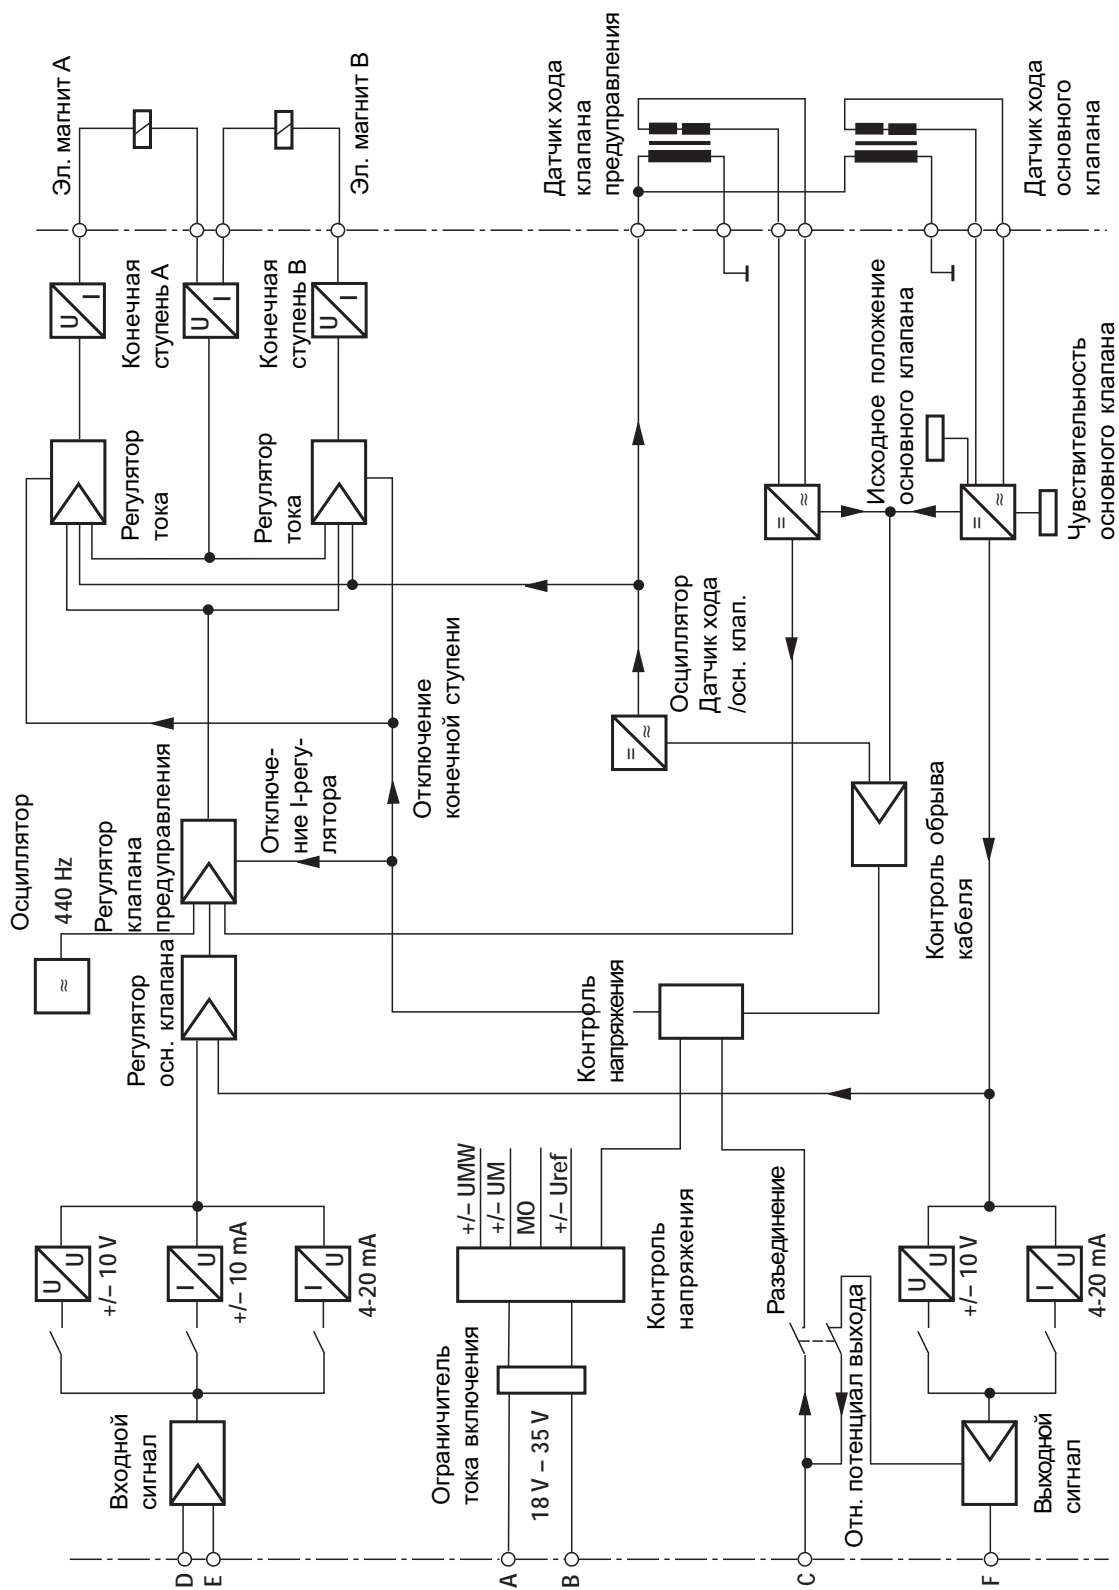 Эл. магнит A
Эл. магнит B
Датчик хода
клапана
предуправления
Датчик хода
основного
клапана
U
I
Конечная
ступень A
U
I
Конечная
ступень B
U
I
Регулятор
тока
Регулятор
тока
=
≈
Исходное положение
основного клапана
=
≈
Чувствительность
основного клапана
Осциллятор
440 Hz
≈
Регулятор
клапана
предуправления
Отключе-
ние I-регу-
лятора
Отключение
конечной ступени
=
≈
Осциллятор
Датчик хода
/осн. клап.
Контроль обрыва
кабеля
Регулятор
осн. клапана
Контроль
напряжения
U
U
+/– 10 V
I
U
+/– 10 mA
I
U
4-20 mA
+/– UMW
+/– UM
MO
+/– Uref
Контроль
напряжения
Разъединение
U
U
+/– 10 V
I
U
4-20 mA
Входной
сигнал
Ограничитель
тока включения
18 V – 35 V
Отн. потенциал выхода
Выходной
сигнал
D
E
A
B
C
F